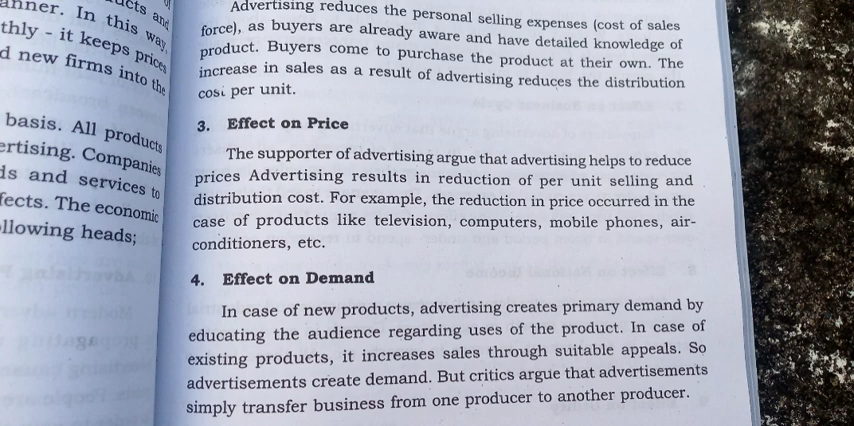 anner. In this way,
thly - it keeps prices
d new firms into the
basis. All products
ertising. Companies
ds and services to
fects. The economic
llowing heads;
Advertising reduces the personal selling expenses (cost of sales
force), as buyers are already aware and have detailed knowledge of
product. Buyers come to purchase the product at their own. The
increase in sales as a result of advertising reduces the distribution
cost per unit.
3. Effect on Price
The supporter of advertising argue that advertising helps to reduce
prices Advertising results in reduction of per unit selling and
distribution cost. For example, the reduction in price occurred in the
case of products like television, computers, mobile phones, air-
conditioners, etc.
4. Effect on Demand
In case of new products, advertising creates primary demand by
educating the audience regarding uses of the product. In case of
existing products, it increases sales through suitable appeals. So
advertisements create demand. But critics argue that advertisements
simply transfer business from one producer to another producer.